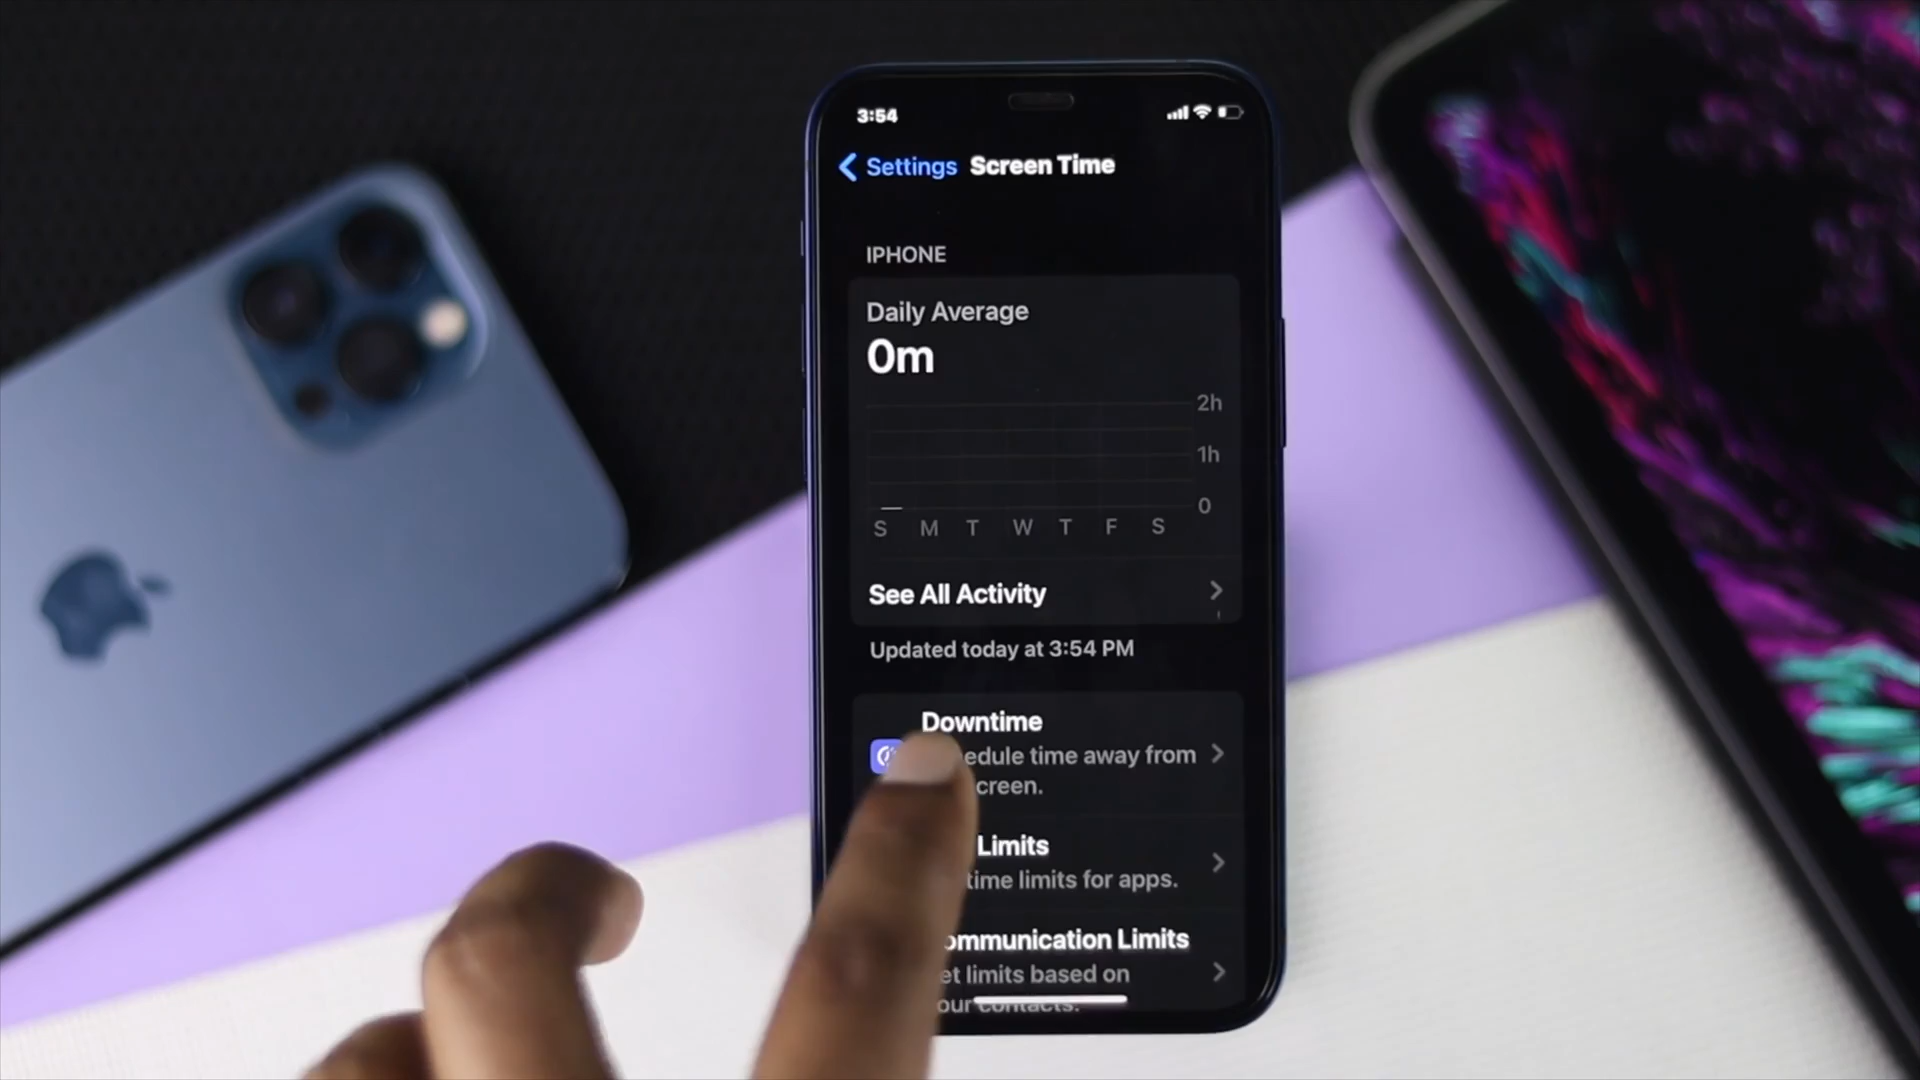 3:54
Settings Screen Time
IPHONE
Daily Average
0m
2h
1h
0
S M T W T F S
See All Activity
Updated today at 3:54 PM
Downtime
edule time away from
creen.
Limits
time limits for apps.
ommunication Limits
et limits based on
our contacts.